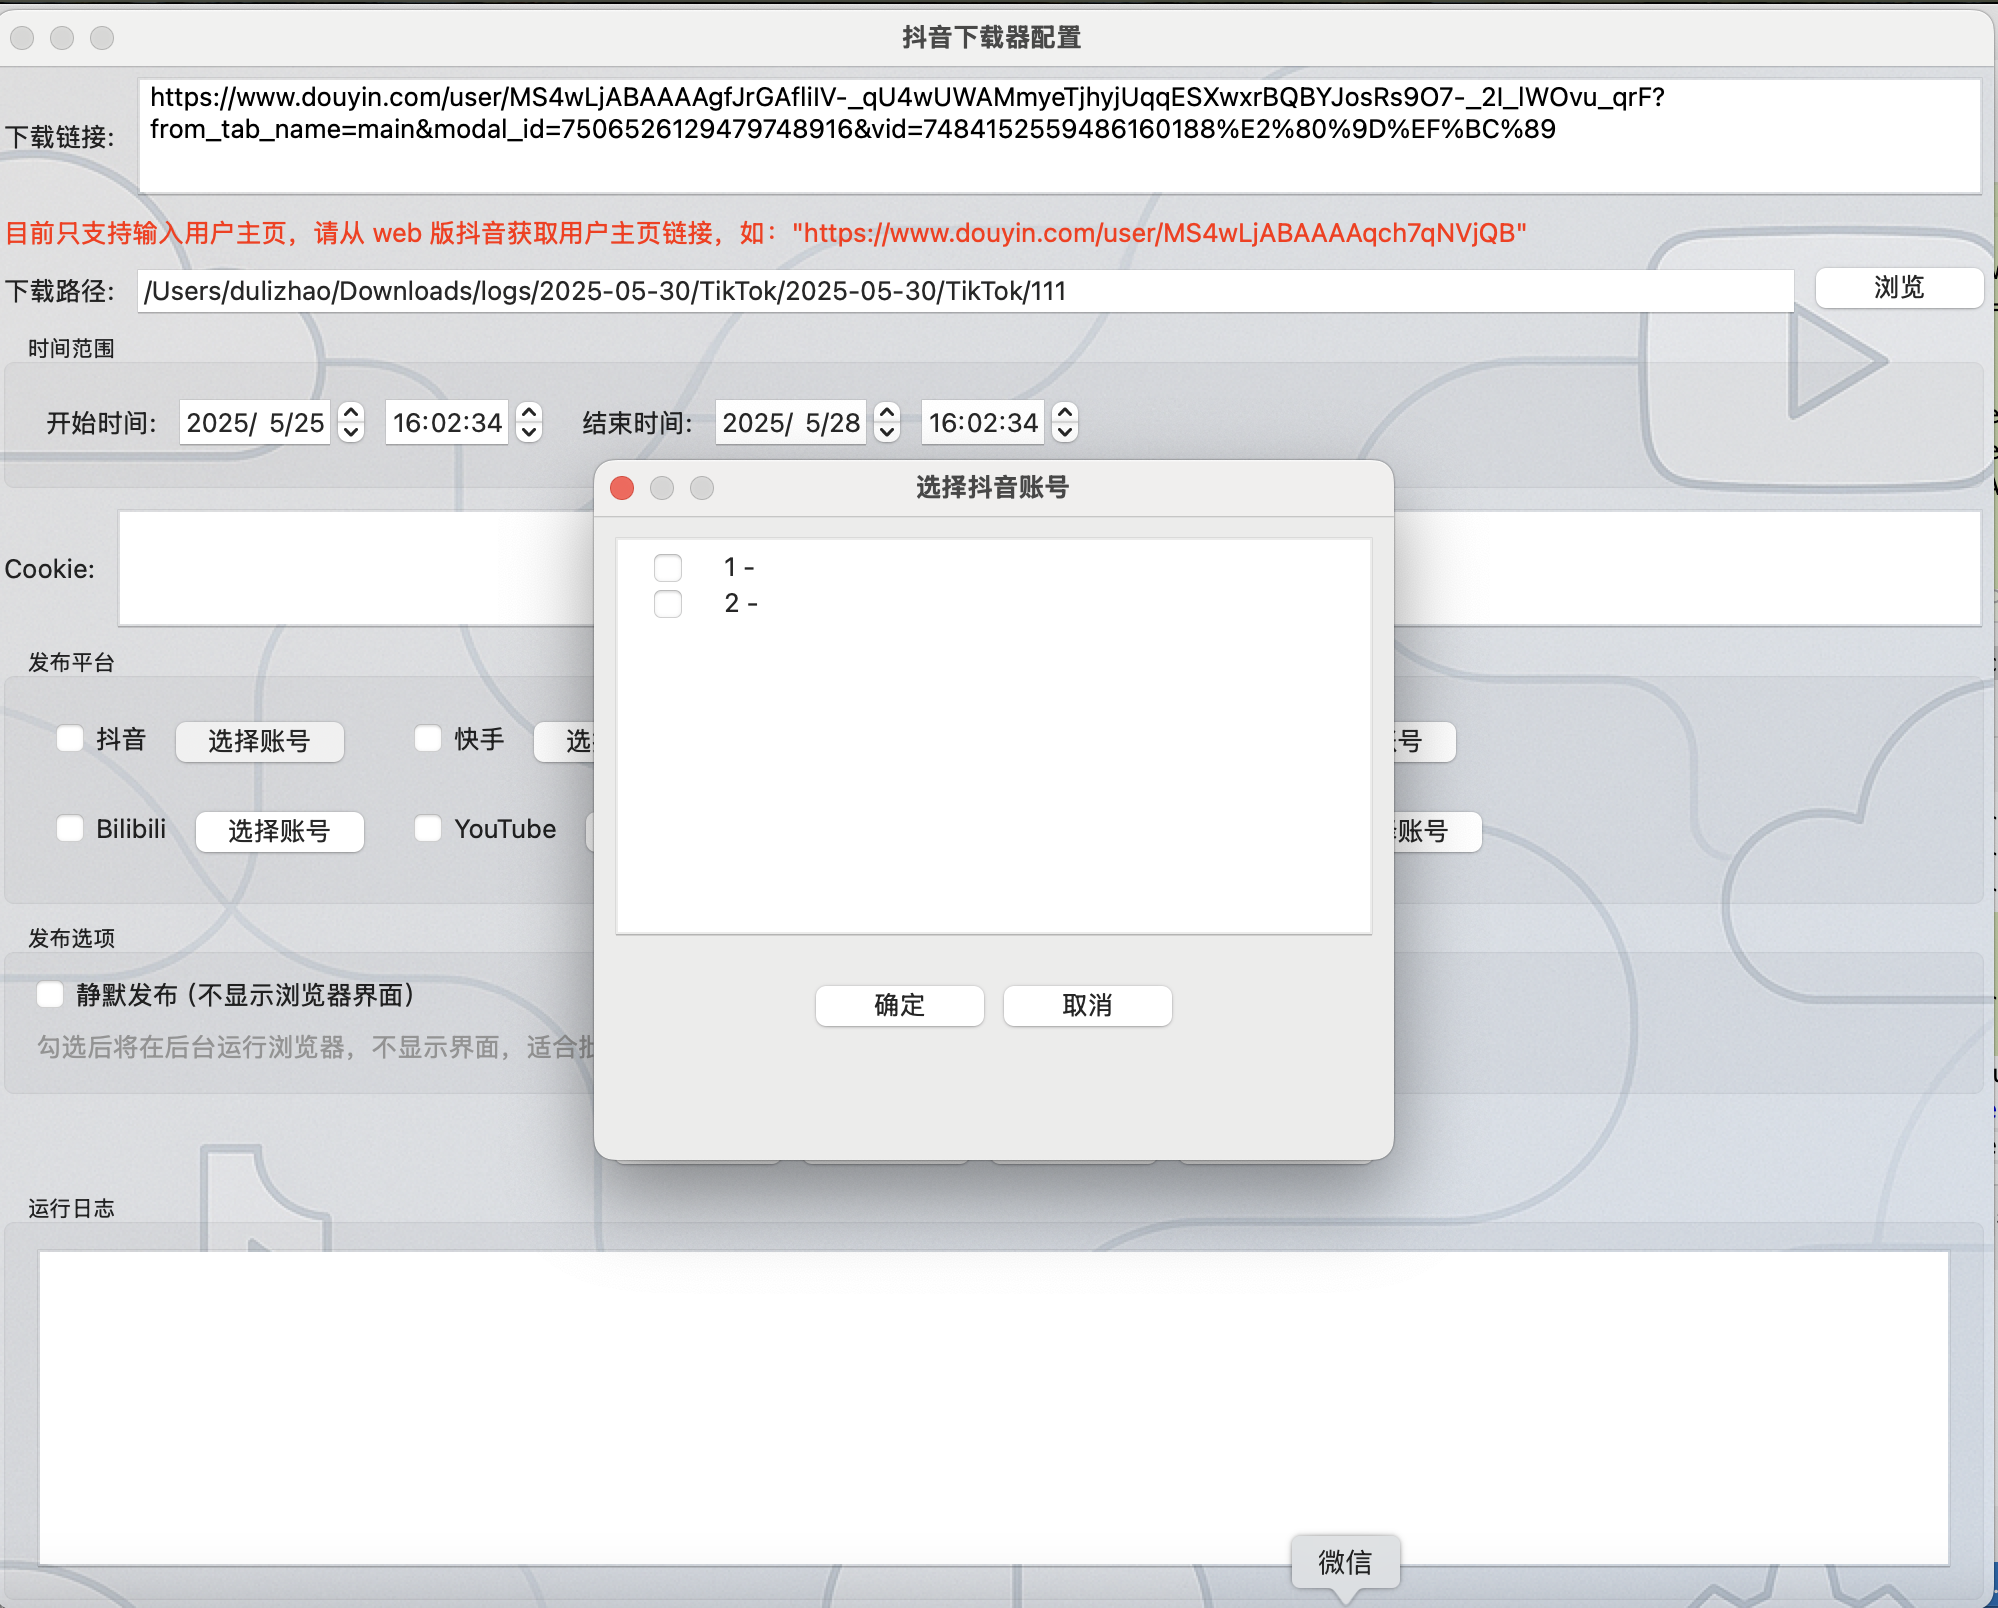 抖音下载器配置
下载链接:
https://www.douyin.com/user/MS4wLjABAAAAgfJrGAfliIV-_qU4wUWAMmyeTjhyjUqqESXwxrBQBYJosRs9O7-_2I_lWOvu_qrF?
from_tab_name=main&modal_id=7506526129479748916&vid=7484152559486160188%E2%80%9D%EF%BC%89
目前只支持输入用户主页，请从 web 版抖音获取用户主页链接，如："https://www.douyin.com/user/MS4wLjABAAAAqch7qNVjQB"
下载路径: /Users/dulizhao/Downloads/logs/2025-05-30/TikTok/2025-05-30/TikTok/111 浏览
时间范围
开始时间: 2025/ 5/25 16:02:34 结束时间: 2025/ 5/28 16:02:34
选择抖音账号
1 -
2 -
确定 取消
Cookie:
发布平台
抖音 选择账号 快手 选 号
Bilibili 选择账号 YouTube 账号
发布选项
静默发布 (不显示浏览器界面)
勾选后将在后台运行浏览器，不显示界面，适合批
运行日志
微信